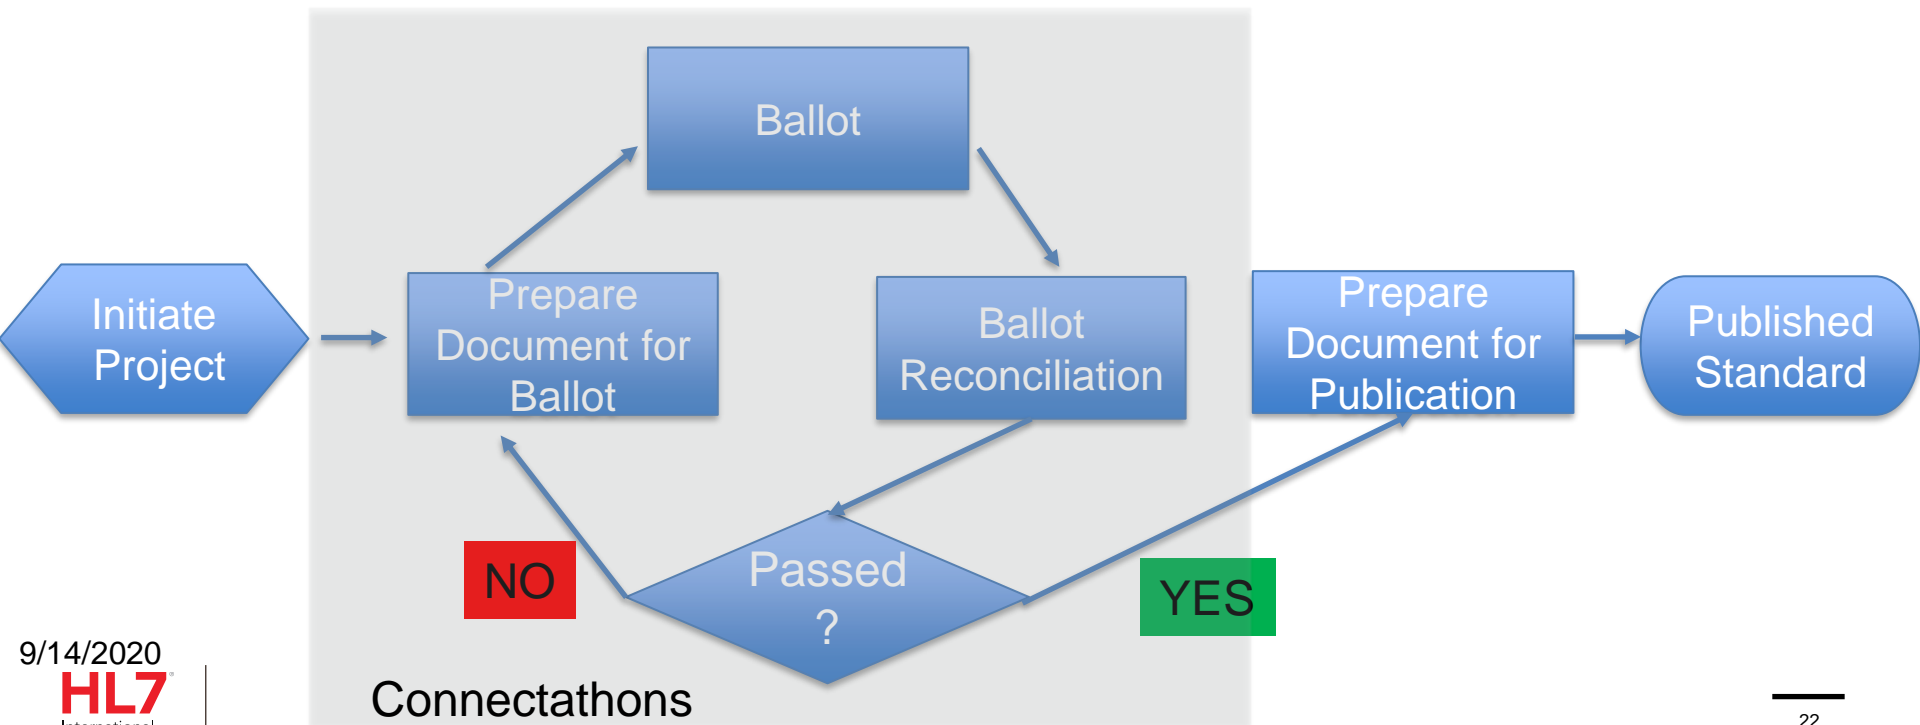 Ballot
Initiate
Project
Prepare
Document for
Ballot
Ballot
Reconciliation
Prepare
Document for
Publication
Published
Standard
NO
Passed
?
YES
9/14/2020
HL7®
International
Connectathons
22